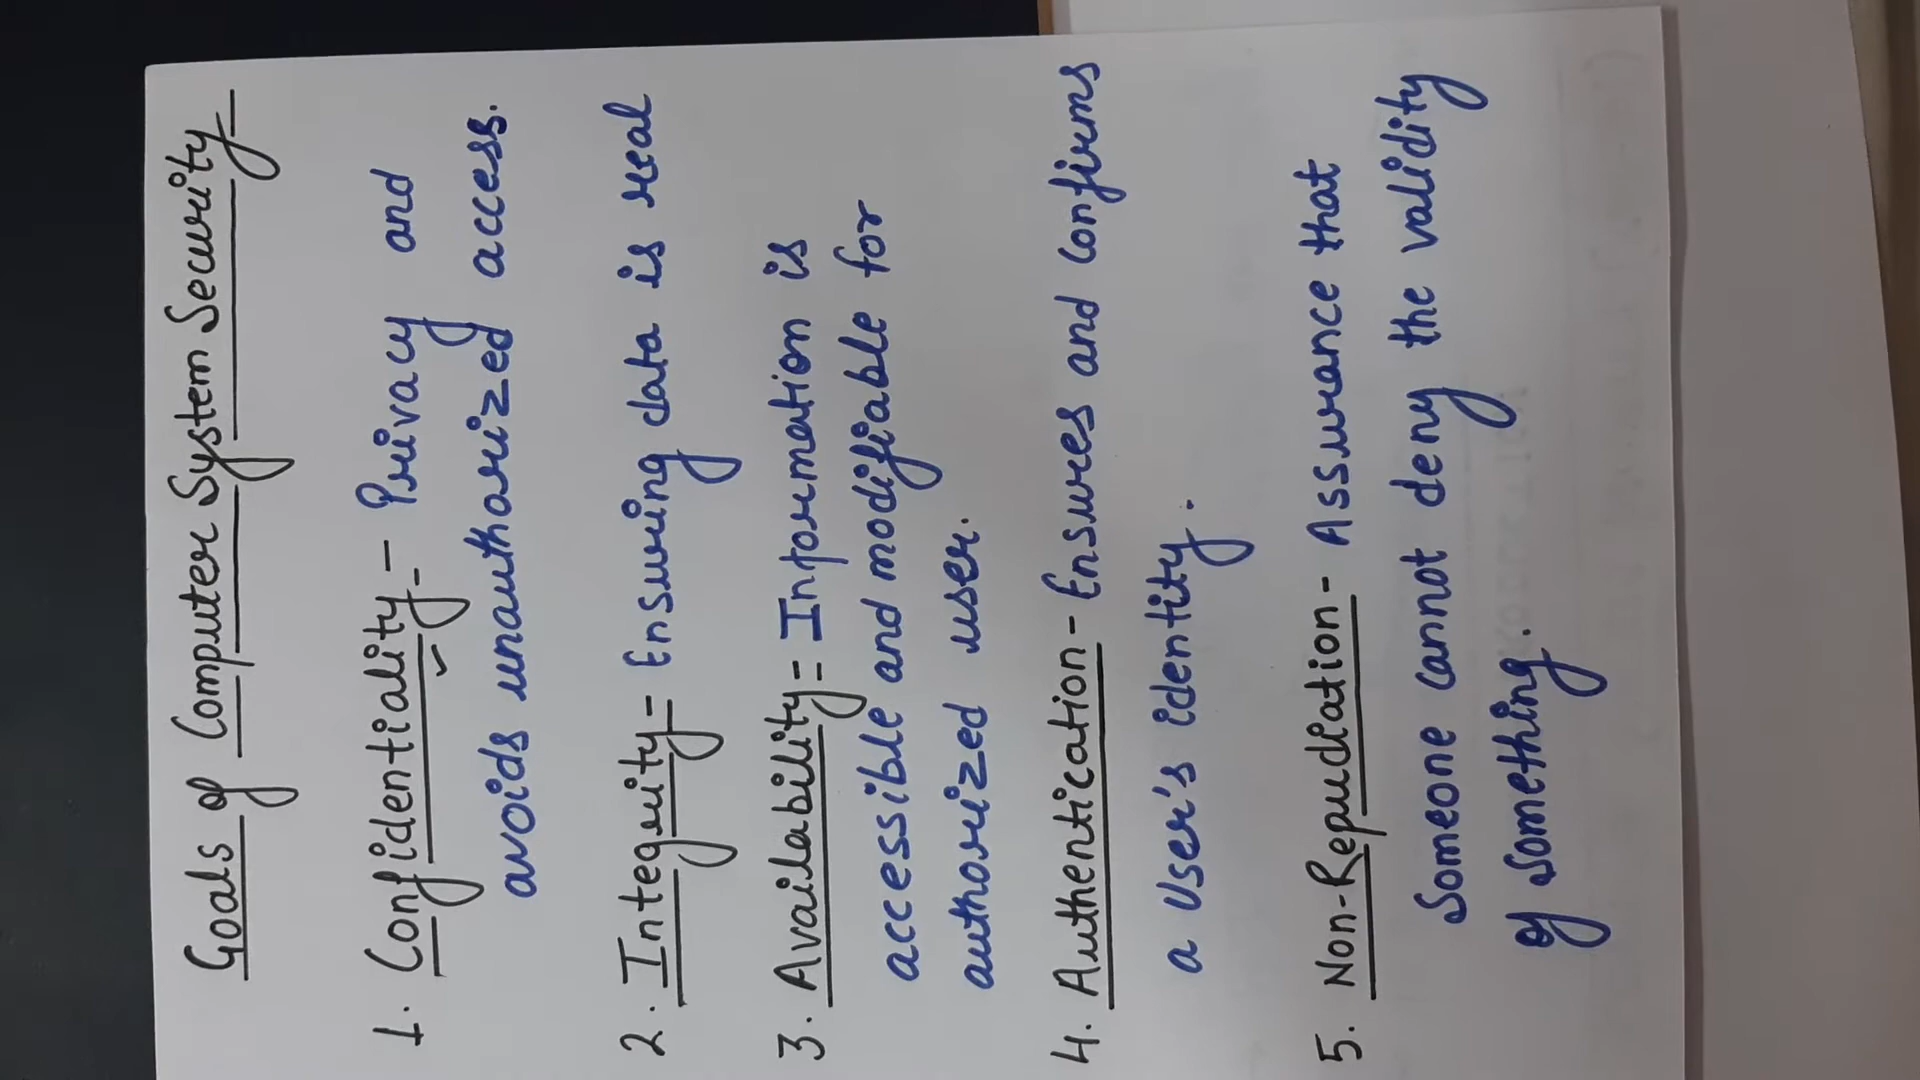 Goals of Computer System Security
1. Confidentiality - Privacy and
avoids unauthorized access.
2. Integrity = Ensuring data is real
3. Availability = Information is
accessible and modifiable for
authorized user.
4. Authentication - Ensures and confirms
a User's identity.
5. Non-Repudiation - Assurance that
Someone cannot deny the validity
of Something.